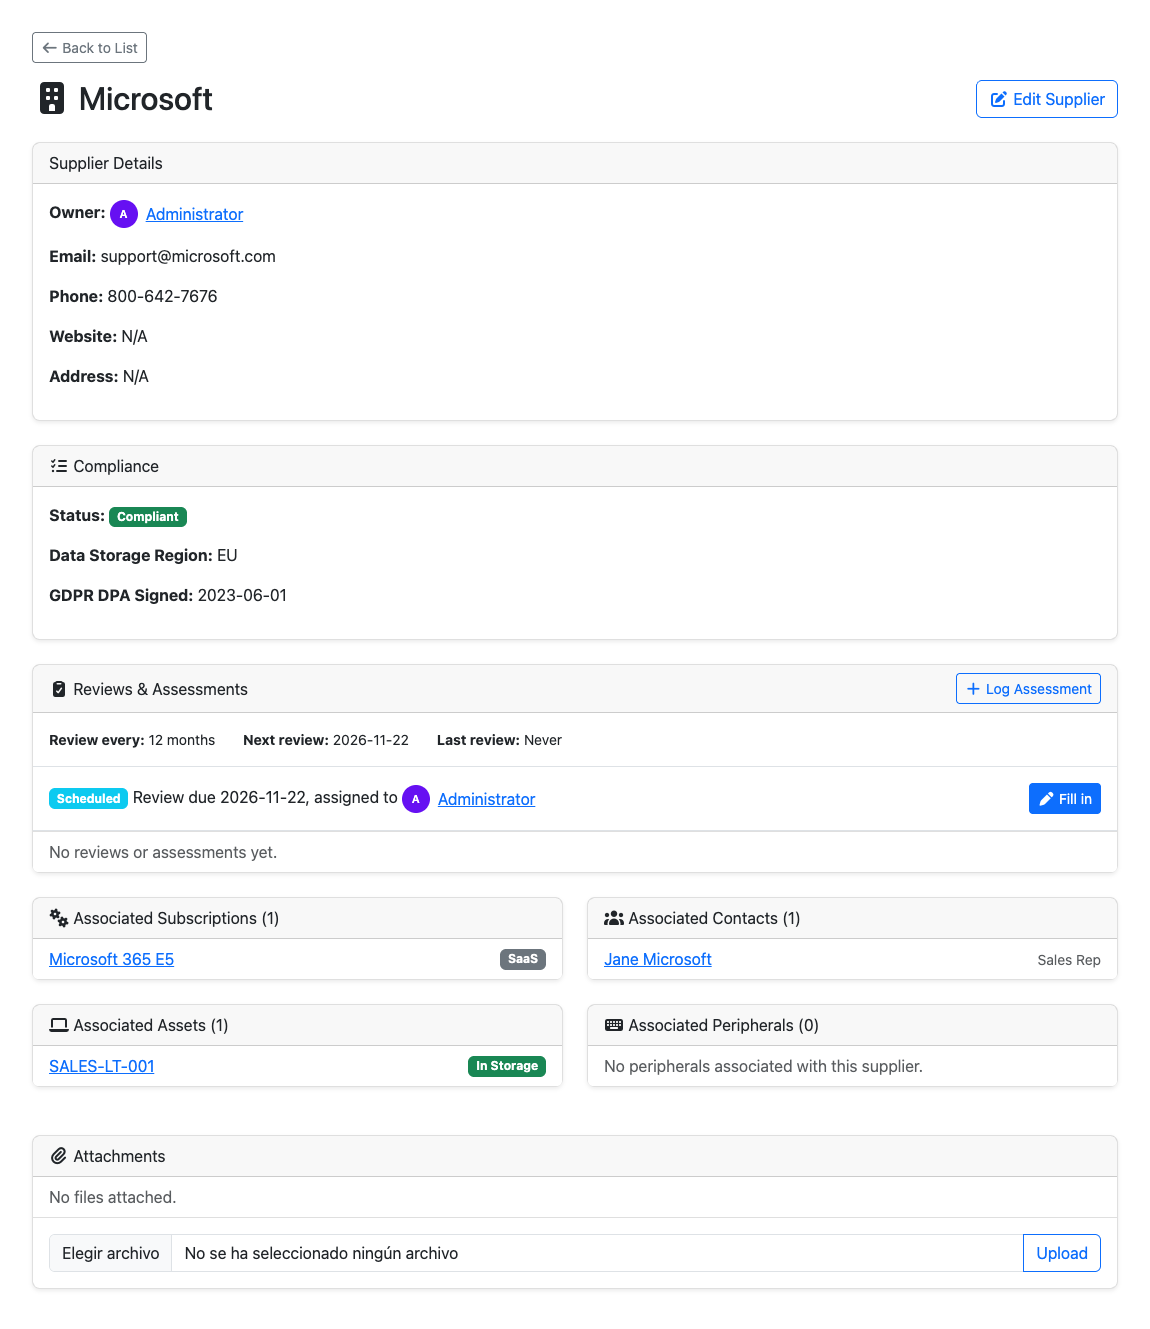 Back to List
Microsoft
Edit Supplier
Supplier Details
Owner: A Administrator
Email: support@microsoft.com
Phone: 800-642-7676
Website: N/A
Address: N/A
Compliance
Status: Compliant
Data Storage Region: EU
GDPR DPA Signed: 2023-06-01
Reviews & Assessments
Log Assessment
Review every: 12 months Next review: 2026-11-22 Last review: Never
Scheduled Review due 2026-11-22, assigned to A Administrator
Fill in
No reviews or assessments yet.
Associated Subscriptions (1)
Microsoft 365 E5 SaaS
Associated Contacts (1)
Jane Microsoft Sales Rep
Associated Assets (1)
SALES-LT-001 In Storage
Associated Peripherals (0)
No peripherals associated with this supplier.
Attachments
No files attached.
Elegir archivo No se ha seleccionado ningún archivo Upload